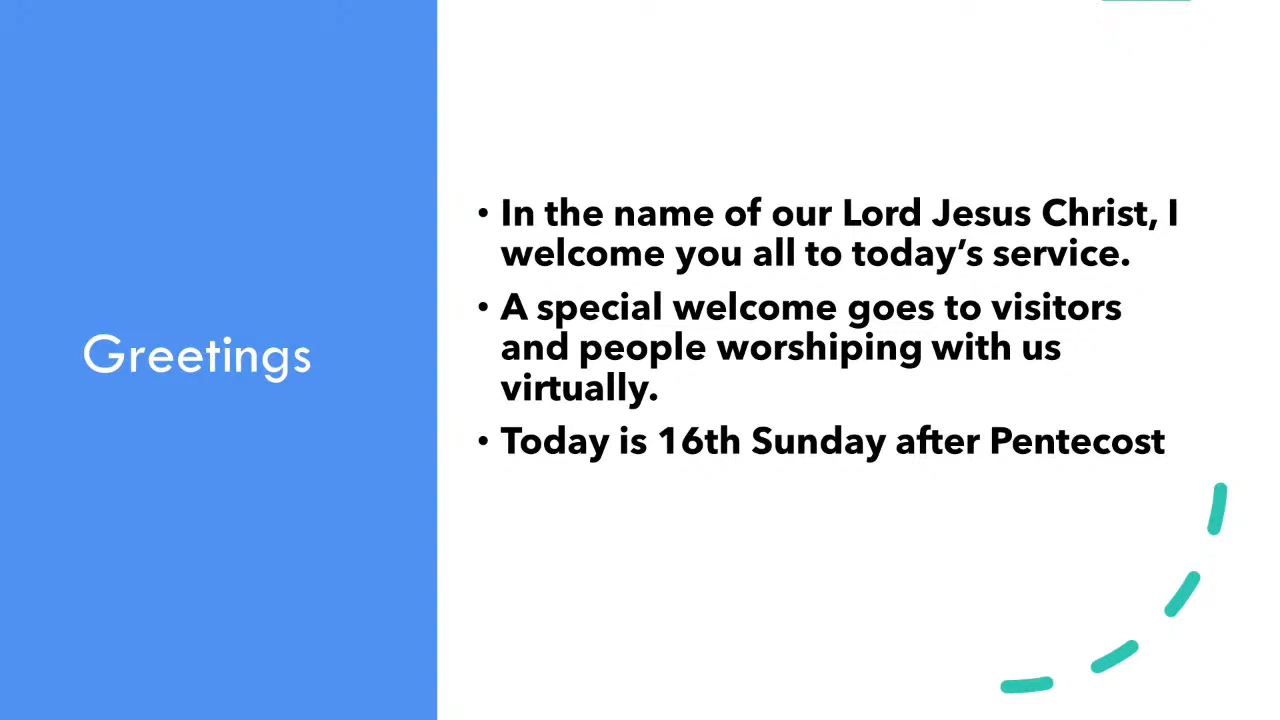 Greetings
• In the name of our Lord Jesus Christ, I
welcome you all to today’s service.
• A special welcome goes to visitors
and people worshiping with us
virtually.
• Today is 16th Sunday after Pentecost